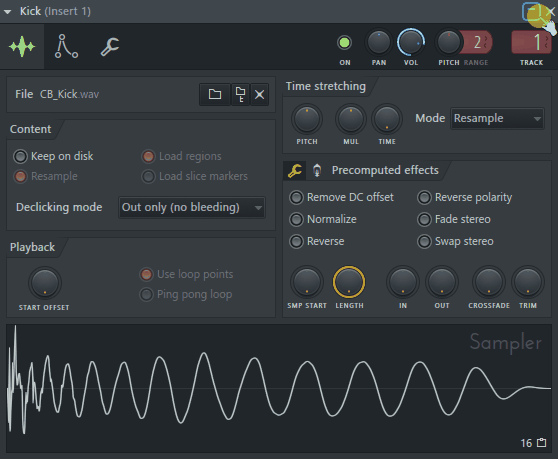 Kick (Insert 1)
ON
PAN
VOL
PITCH
2
RANGE
1
TRACK
File CB_Kick.wav
Content
Keep on disk
Load regions
Resample
Load slice markers
Declicking mode
Out only (no bleeding)
Playback
START OFFSET
Use loop points
Ping pong loop
Time stretching
PITCH
MUL
TIME
Mode
Resample
Precomputed effects
Remove DC offset
Reverse polarity
Normalize
Fade stereo
Reverse
Swap stereo
SMP START
LENGTH
IN
OUT
CROSSFADE
TRIM
Sampler
16